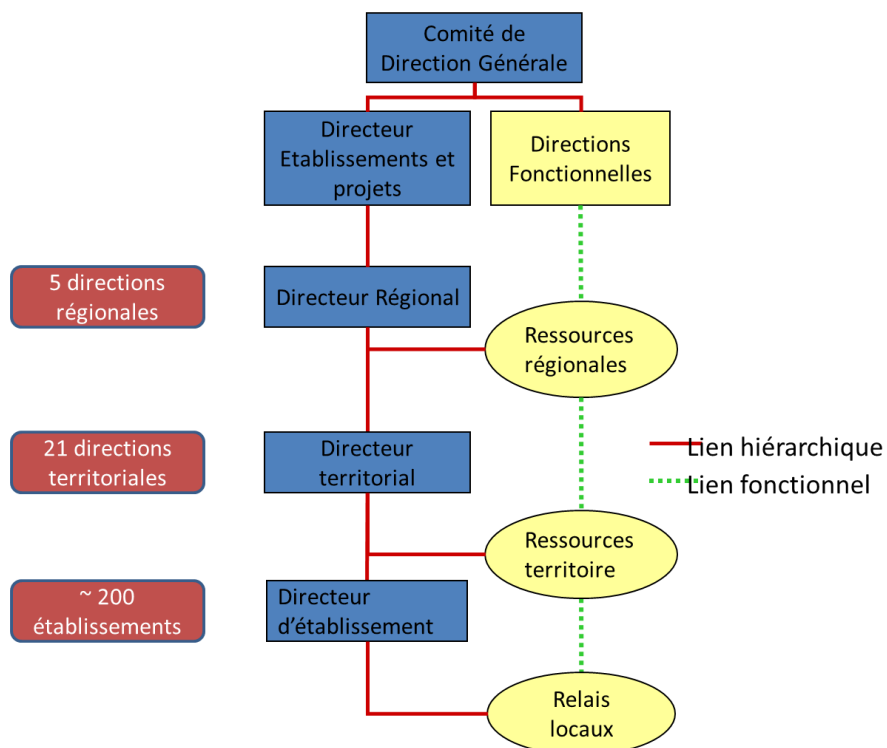 Comité de
Direction Générale
Directeur
Etablissements et
projets
Directions
Fonctionnelles
5 directions
régionales
Directeur Régional
Ressources
régionales
21 directions
territoriales
Directeur
territorial
Lien hiérarchique
Lien fonctionnel
Ressources
territoire
~ 200
établissements
Directeur
d’établissement
Relais
locaux